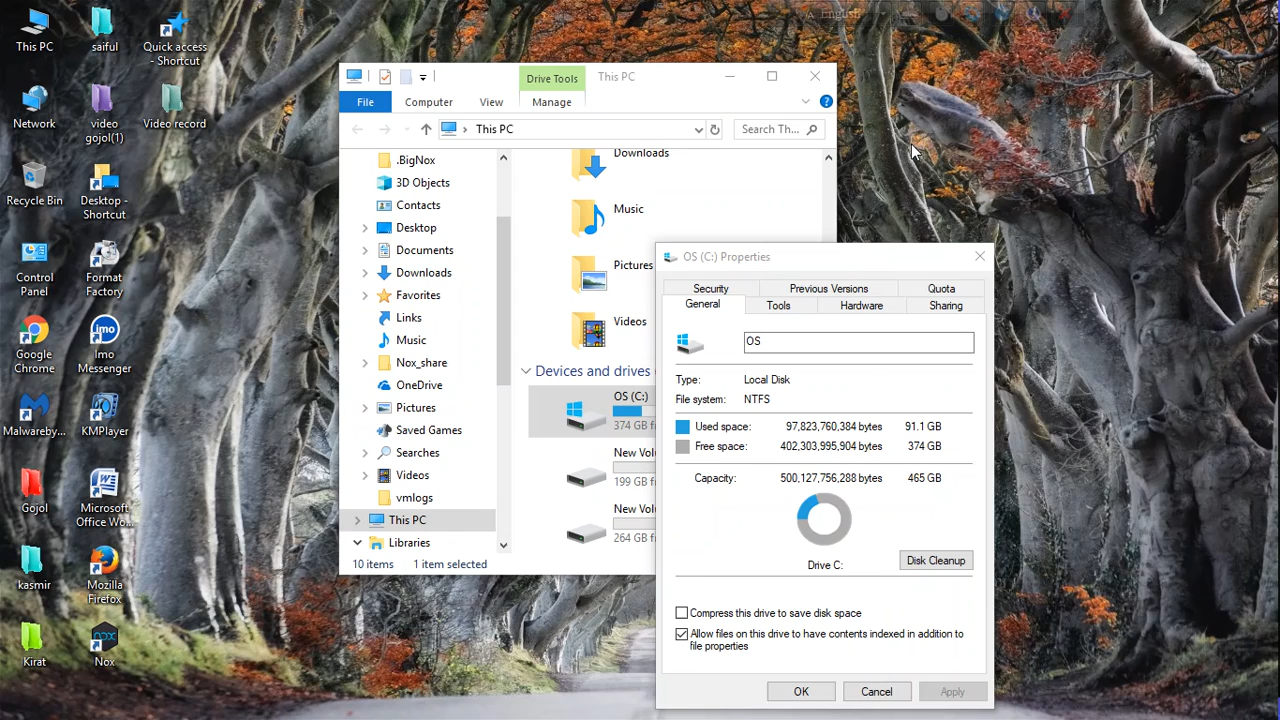 English
This PC
saiful
Quick access
- Shortcut
Network
video
gojol(1)
Video record
Recycle Bin
Desktop -
Shortcut
Control
Panel
Format
Factory
Google
Chrome
Imo
Messenger
Malwareby...
KMPlayer
Gojol
Microsoft
Office Wo...
kasmir
Mozilla
Firefox
Kirat
Nox
Drive Tools
This PC
File
Computer
View
Manage
This PC
Search Th...
.BigNox
3D Objects
Contacts
Desktop
Documents
Downloads
Favorites
Links
Music
Nox_share
OneDrive
Pictures
Saved Games
Searches
Videos
vmlogs
This PC
Libraries
Downloads
Music
Pictures
Videos
Devices and drives (
OS (C:)
374 GB f
New Volu
199 GB f
New Volu
264 GB f
10 items
1 item selected
OS (C:) Properties
Security
Previous Versions
Quota
General
Tools
Hardware
Sharing
OS
Type: Local Disk
File system: NTFS
Used space: 97,823,760,384 bytes 91.1 GB
Free space: 402,303,995,904 bytes 374 GB
Capacity: 500,127,756,288 bytes 465 GB
Drive C:
Disk Cleanup
Compress this drive to save disk space
Allow files on this drive to have contents indexed in addition to
file properties
OK
Cancel
Apply